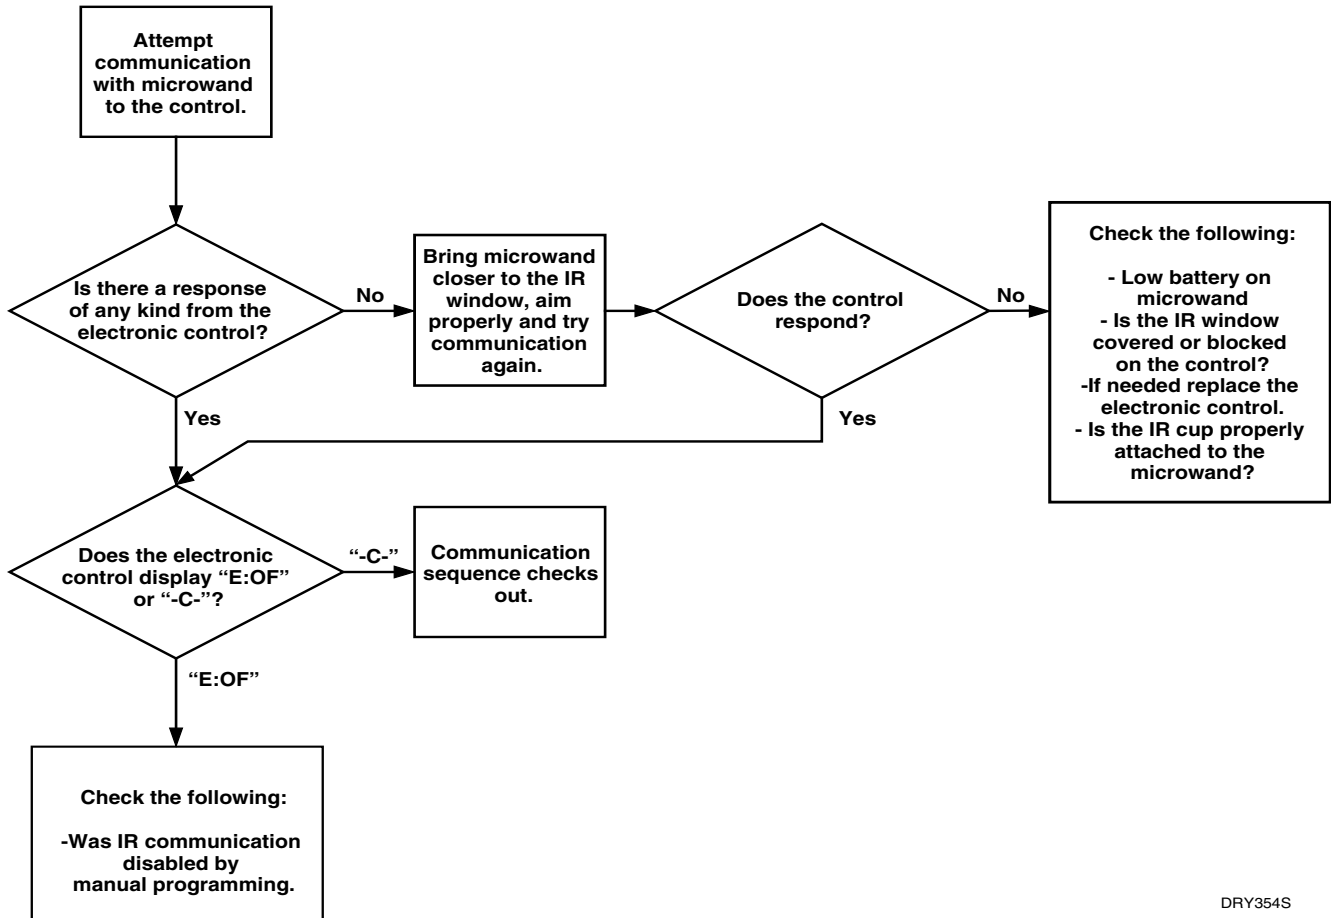 Attempt
communication
with microwand
to the control.
Is there a response
of any kind from the
electronic control?
No
Bring microwand
closer to the IR
window, aim
properly and try
communication
again.
Does the control
respond?
No
Check the following:
- Low battery on
microwand
- Is the IR window
covered or blocked
on the control?
-If needed replace the
electronic control.
- Is the IR cup properly
attached to the
microwand?
Yes
Yes
Does the electronic
control display “E:OF”
or “-C-”?
“-C-”
Communication
sequence checks
out.
“E:OF”
Check the following:
-Was IR communication
disabled by
manual programming.
DRY354S